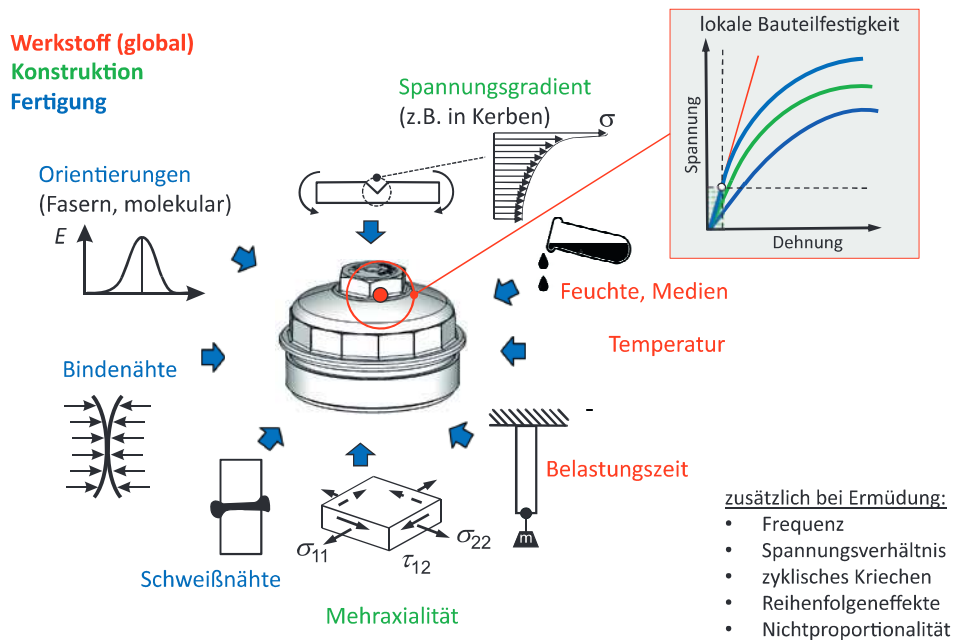 Werkstoff (global)
Konstruktion
Fertigung
Spannungsgradient
(z.B. in Kerben)
σ
lokale Bauteilfestigkeit
Spannung
Dehnung
Orientierungen
(Fasern, molekular)
E
Feuchte, Medien
Temperatur
Bindenähte
Belastungszeit
m
Schweißnähte
σ11
τ12
σ22
Mehraxialität
zusätzlich bei Ermüdung:
• Frequenz
• Spannungsverhältnis
• zyklisches Kriechen
• Reihenfolgeneffekte
• Nichtproportionalität